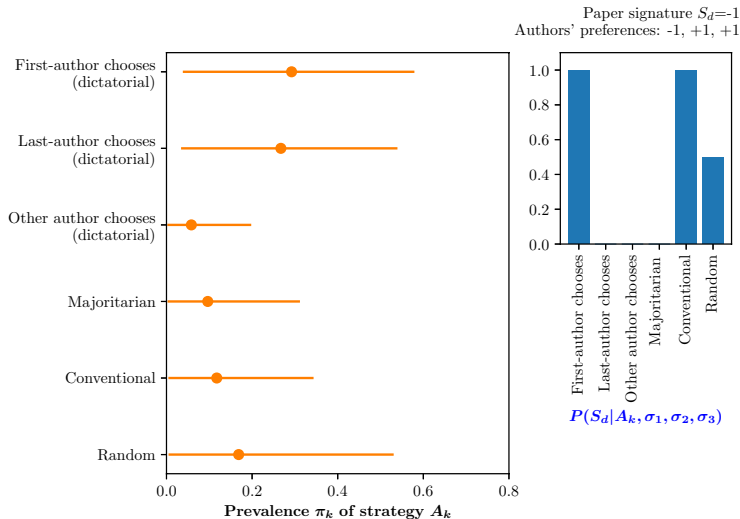 First-author chooses
(dictatorial)
Last-author chooses
(dictatorial)
Other author chooses
(dictatorial)
Majoritarian
Conventional
Random
0.0
0.2
0.4
0.6
0.8
Prevalence π_k of strategy A_k
Paper signature S_d=-1
Authors' preferences: -1, +1, +1
1.0
0.8
0.6
0.4
0.2
0.0
First-author chooses
Last-author chooses
Other author chooses
Majoritarian
Conventional
Random
P(S_d|A_k, σ_1, σ_2, σ_3)